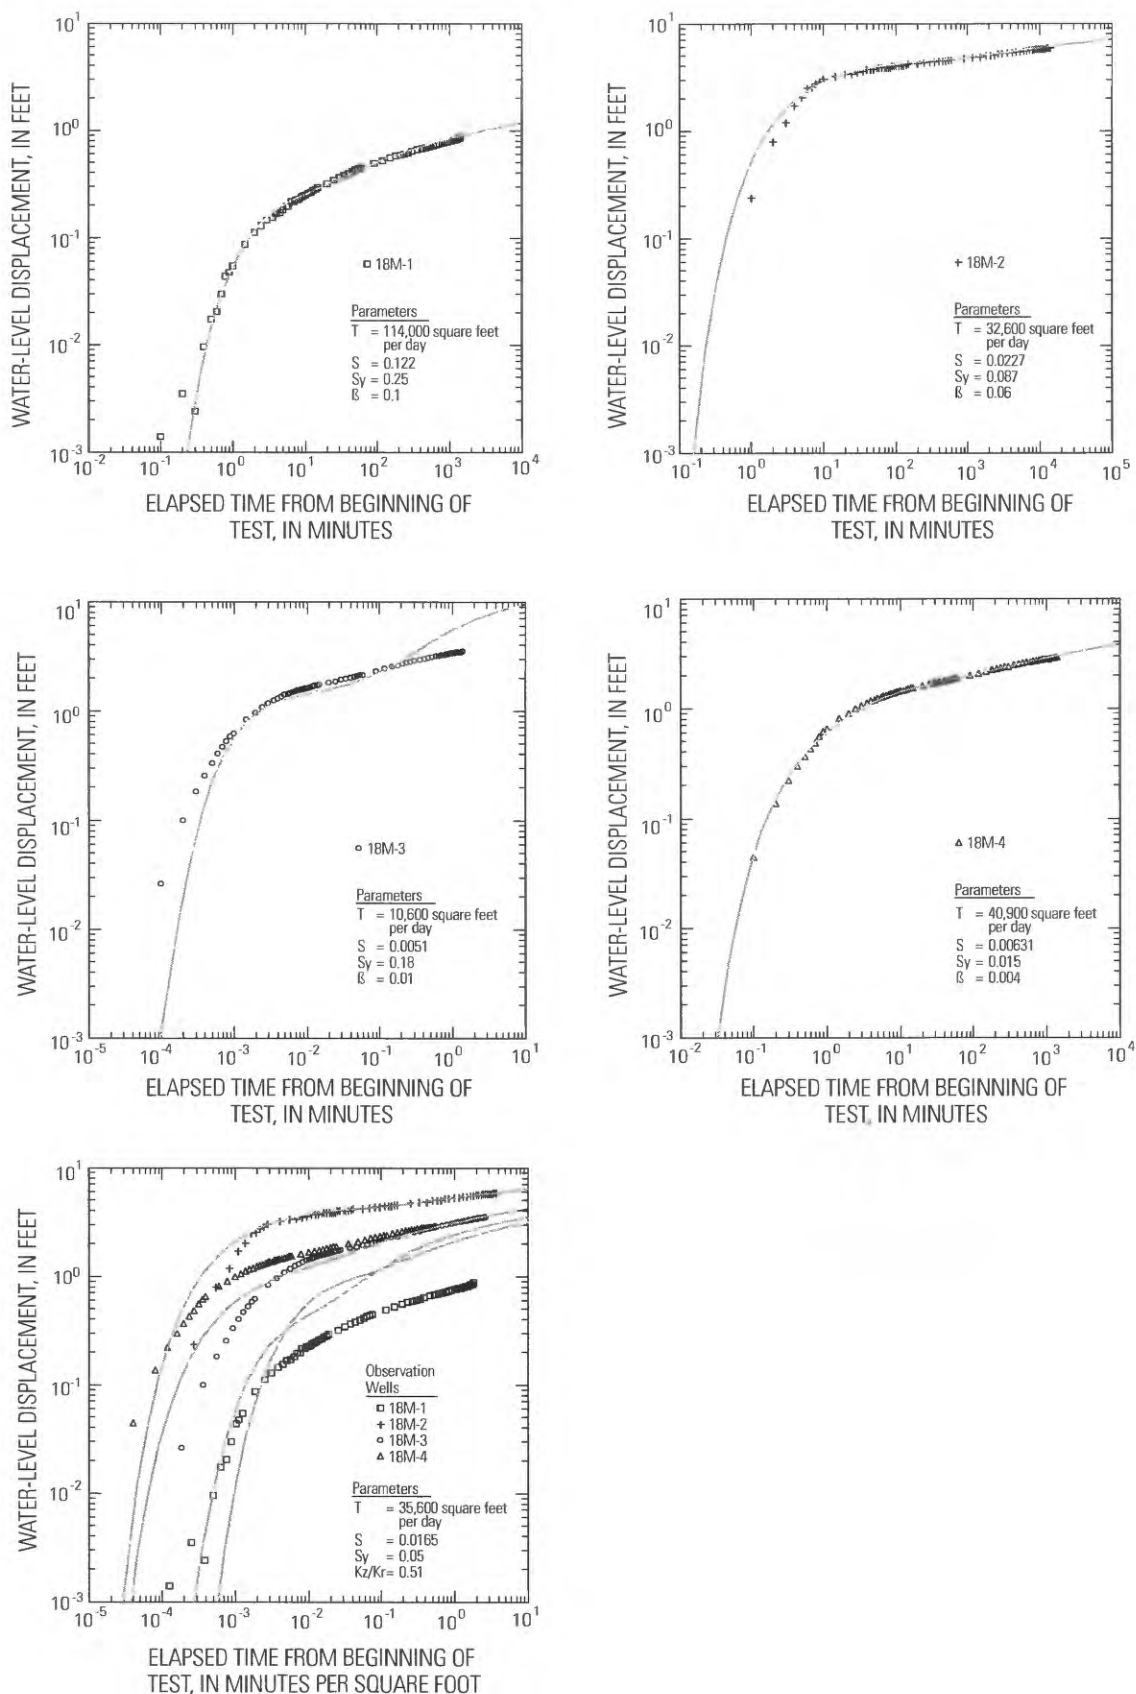 WATER-LEVEL DISPLACEMENT, IN FEET
10^1
10^0
10^-1
10^-2
10^-3
□ 18M-1
Parameters
T = 114,000 square feet
per day
S = 0.122
Sy = 0.25
ß = 0.1
10^-2 10^-1 10^0 10^1 10^2 10^3 10^4
ELAPSED TIME FROM BEGINNING OF
TEST, IN MINUTES
WATER-LEVEL DISPLACEMENT, IN FEET
10^1
10^0
10^-1
10^-2
10^-3
+ 18M-2
Parameters
T = 32,600 square feet
per day
S = 0.0227
Sy = 0.087
ß = 0.06
10^-1 10^0 10^1 10^2 10^3 10^4 10^5
ELAPSED TIME FROM BEGINNING OF
TEST, IN MINUTES
WATER-LEVEL DISPLACEMENT, IN FEET
10^1
10^0
10^-1
10^-2
10^-3
○ 18M-3
Parameters
T = 10,600 square feet
per day
S = 0.0051
Sy = 0.18
ß = 0.01
10^-5 10^-4 10^-3 10^-2 10^-1 10^0 10^1
ELAPSED TIME FROM BEGINNING OF
TEST, IN MINUTES
WATER-LEVEL DISPLACEMENT, IN FEET
10^1
10^0
10^-1
10^-2
10^-3
△ 18M-4
Parameters
T = 40,900 square feet
per day
S = 0.00631
Sy = 0.015
ß = 0.004
10^-2 10^-1 10^0 10^1 10^2 10^3 10^4
ELAPSED TIME FROM BEGINNING OF
TEST, IN MINUTES
WATER-LEVEL DISPLACEMENT, IN FEET
10^1
10^0
10^-1
10^-2
10^-3
Observation
Wells
□ 18M-1
+ 18M-2
○ 18M-3
△ 18M-4
Parameters
T = 35,600 square feet
per day
S = 0.0165
Sy = 0.05
Kz/Kr= 0.51
10^-5 10^-4 10^-3 10^-2 10^-1 10^0 10^1
ELAPSED TIME FROM BEGINNING OF
TEST, IN MINUTES PER SQUARE FOOT